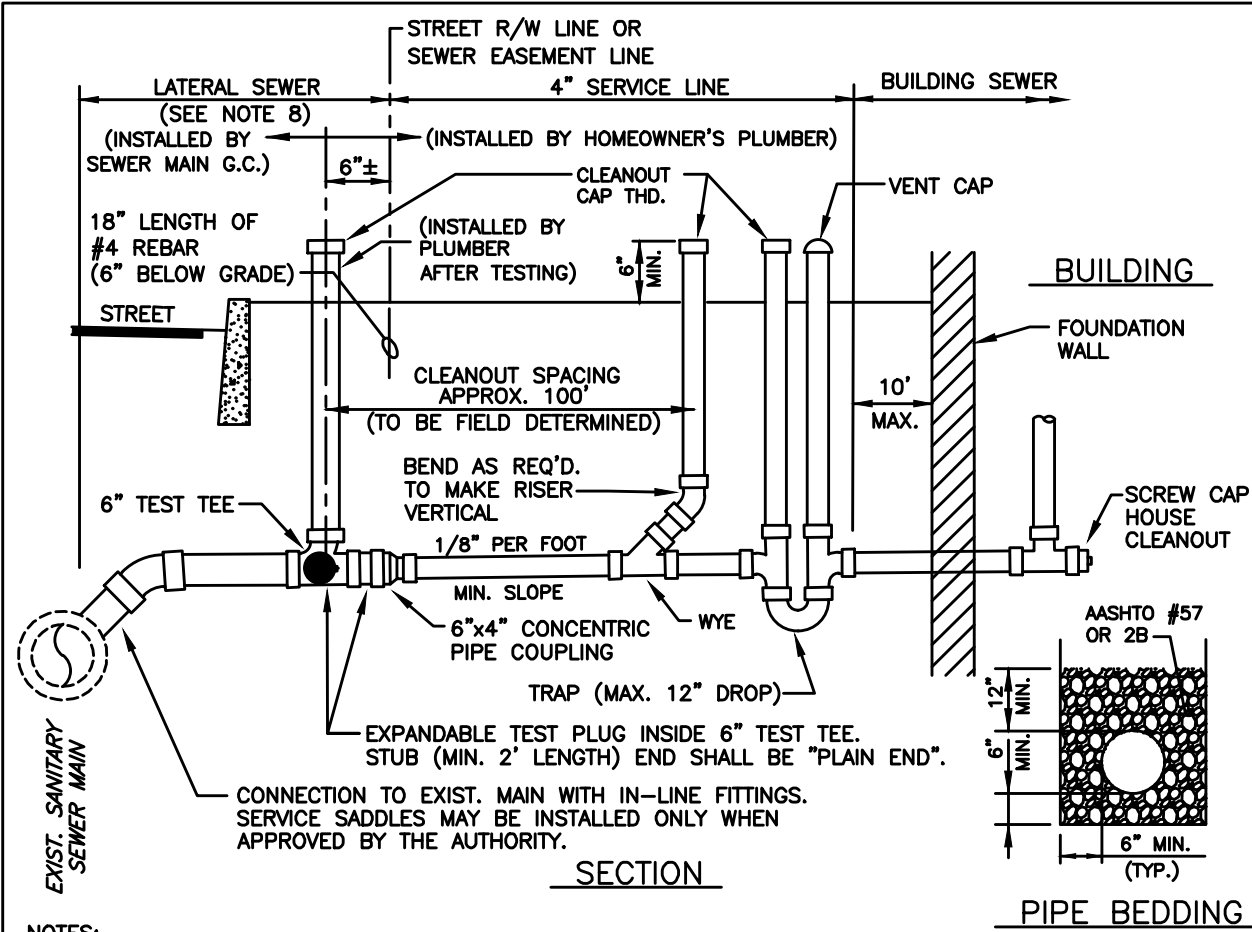 STREET R/W LINE OR
SEWER EASEMENT LINE
LATERAL SEWER
(SEE NOTE 8)
4" SERVICE LINE
BUILDING SEWER
(INSTALLED BY
SEWER MAIN G.C.)
(INSTALLED BY HOMEOWNER'S PLUMBER)
6"±
CLEANOUT
CAP THD.
VENT CAP
18" LENGTH OF
#4 REBAR
(6" BELOW GRADE)
(INSTALLED BY
PLUMBER
AFTER TESTING)
6"
MIN.
BUILDING
STREET
FOUNDATION
WALL
CLEANOUT SPACING
APPROX. 100'
(TO BE FIELD DETERMINED)
10'
MAX.
BEND AS REQ'D.
TO MAKE RISER
VERTICAL
6" TEST TEE
SCREW CAP
HOUSE
CLEANOUT
1/8" PER FOOT
MIN. SLOPE
6"x4" CONCENTRIC
PIPE COUPLING
WYE
AASHTO #57
OR 2B
TRAP (MAX. 12" DROP)
12"
MIN.
6"
MIN.
EXPANDABLE TEST PLUG INSIDE 6" TEST TEE.
STUB (MIN. 2' LENGTH) END SHALL BE "PLAIN END".
EXIST. SANITARY
SEWER MAIN
CONNECTION TO EXIST. MAIN WITH IN-LINE FITTINGS.
SERVICE SADDLES MAY BE INSTALLED ONLY WHEN
APPROVED BY THE AUTHORITY.
6" MIN.
(TYP.)
SECTION
PIPE BEDDING
NOTES: